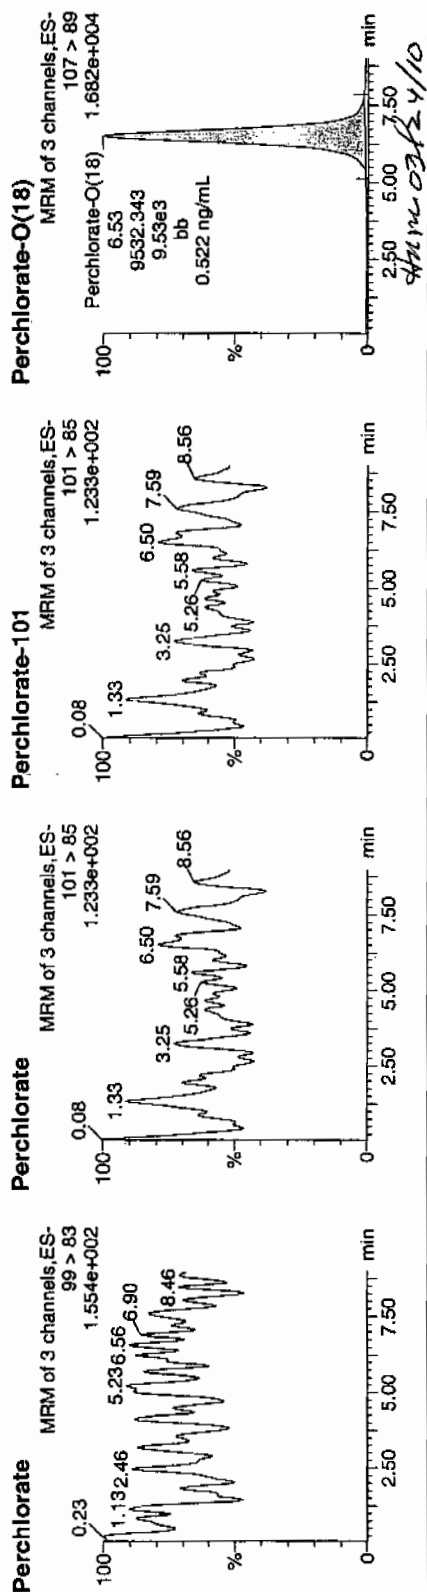 Perchlorate
MRM of 3 channels,ES-
99 > 83
1.554e+002
100
0.23
1.13
2.46
5.23
6.56
6.90
8.46
%
0
2.50
5.00
7.50
min
Perchlorate
MRM of 3 channels,ES-
101 > 85
1.233e+002
100
0.08
1.33
3.25
5.26
5.58
6.50
7.59
8.56
%
0
2.50
5.00
7.50
min
Perchlorate-101
MRM of 3 channels,ES-
101 > 85
1.233e+002
100
0.08
1.33
3.25
5.26
5.58
6.50
7.59
8.56
%
0
2.50
5.00
7.50
min
Perchlorate-O(18)
MRM of 3 channels,ES-
107 > 89
1.682e+004
100
Perchlorate-O(18)
6.53
9532.343
9.53e3
bb
0.522 ng/mL
%
0
2.50
5.00
7.50
min